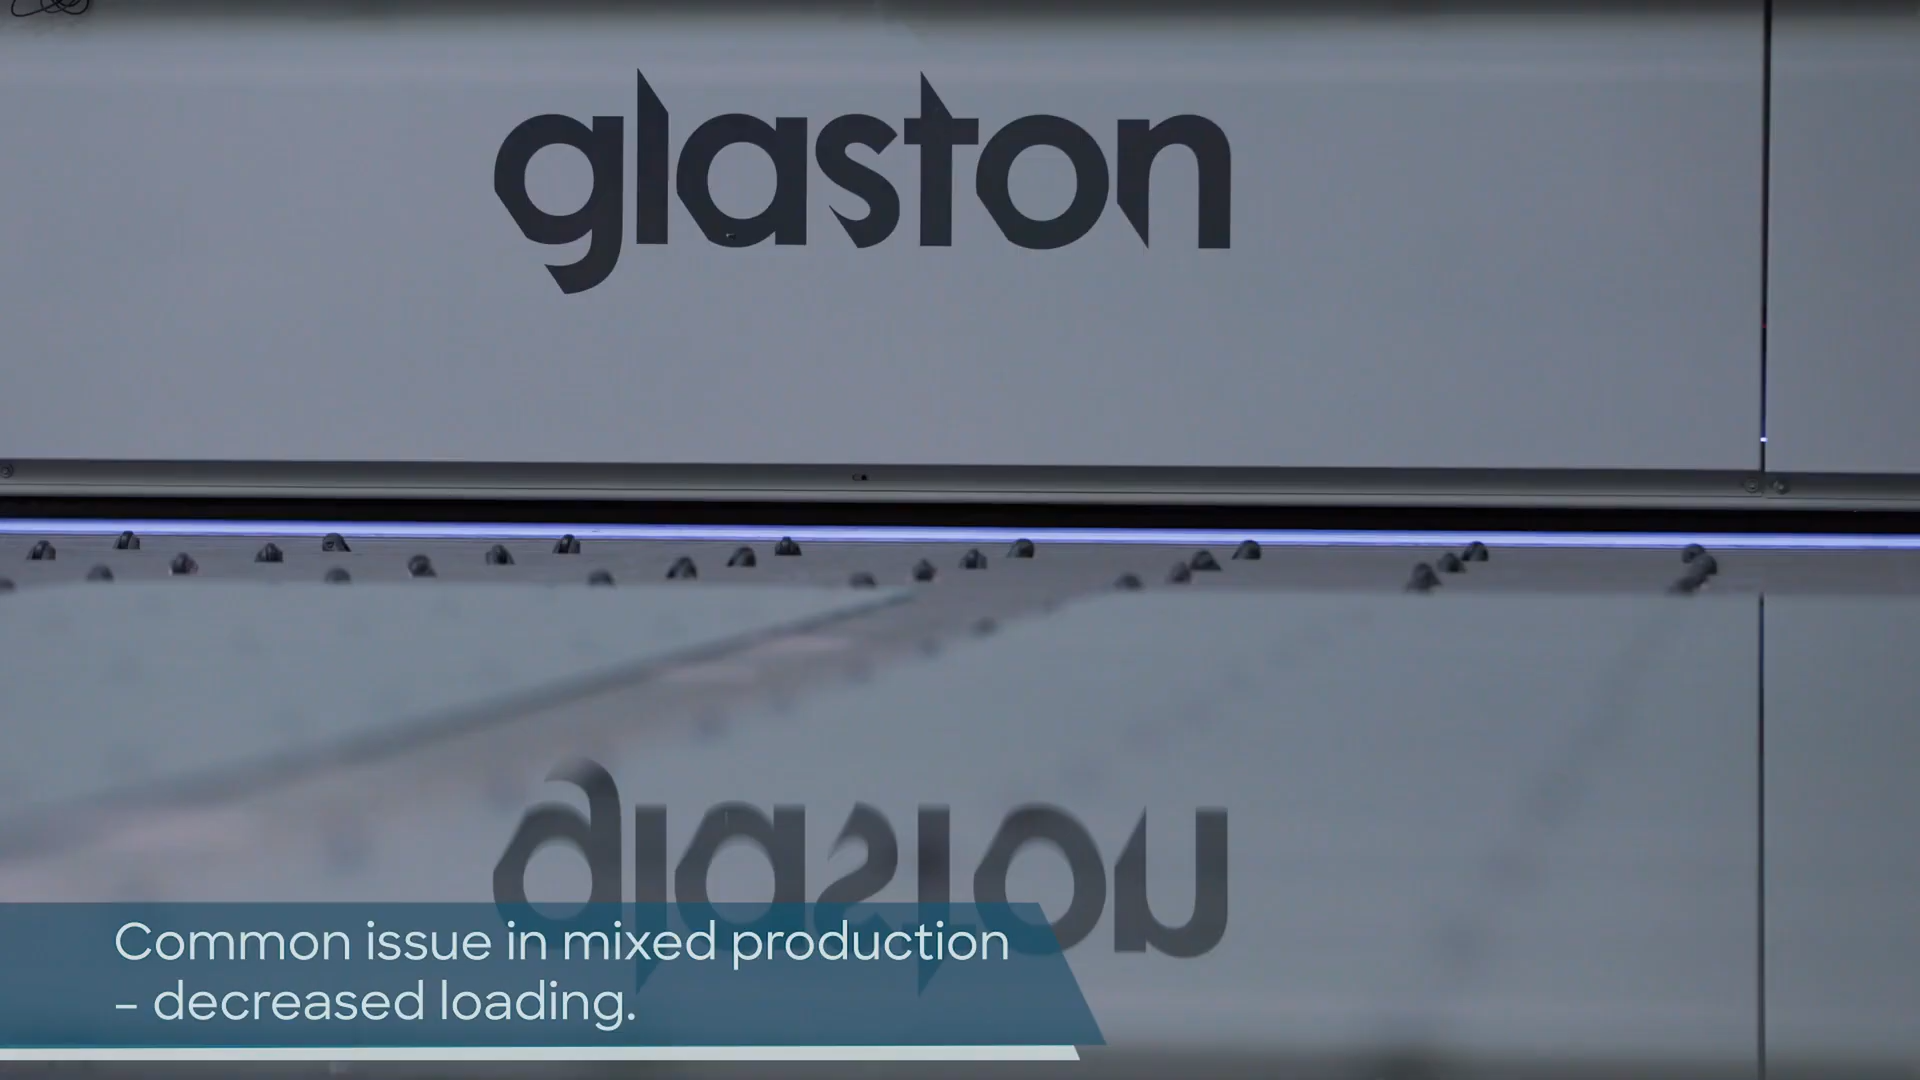 glaston
Common issue in mixed production
– decreased loading.